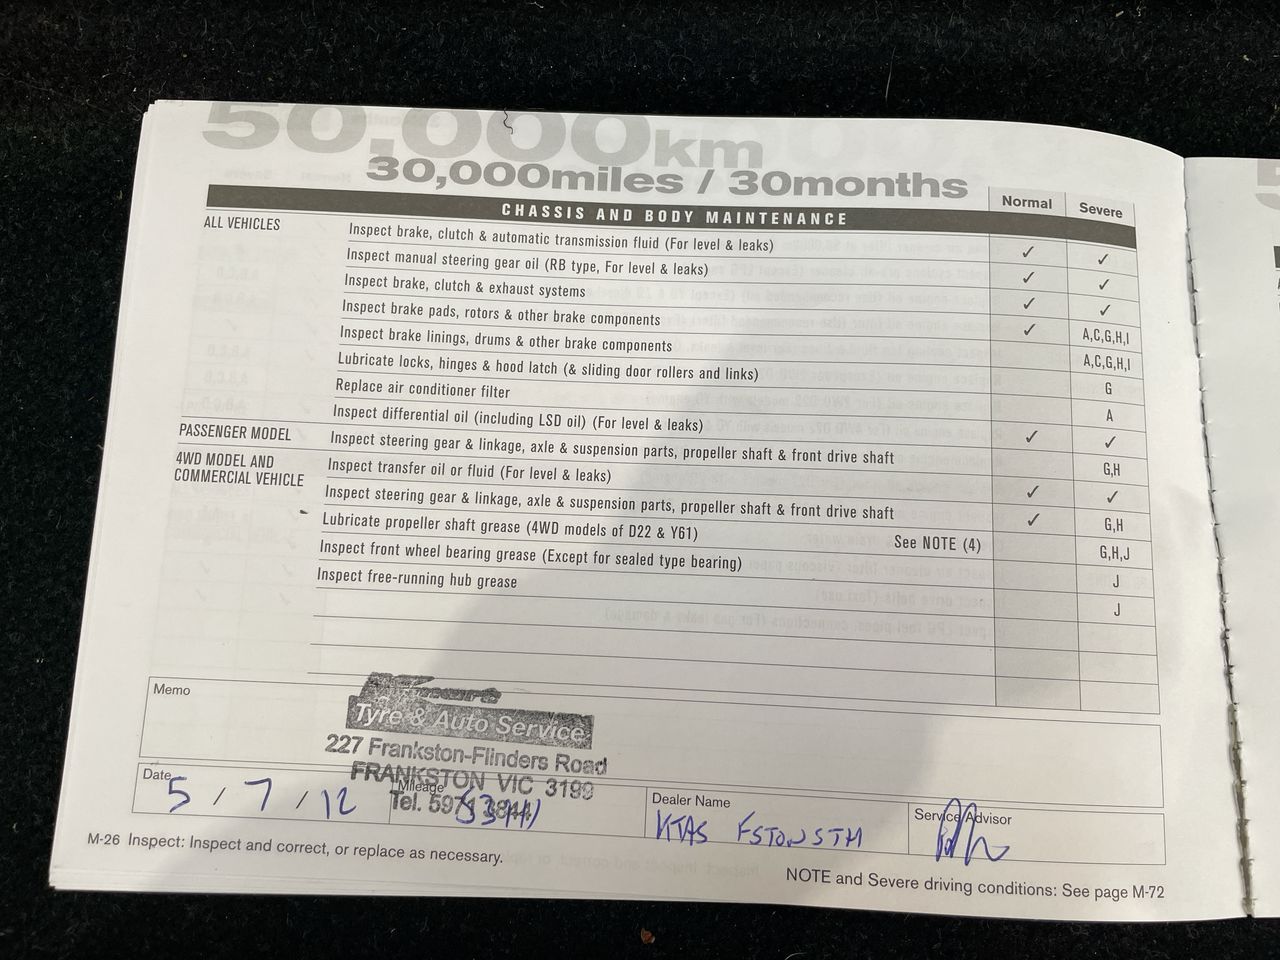 50,000km
30,000miles / 30months
Normal
Severe
CHASSIS AND BODY MAINTENANCE
ALL VEHICLES
Inspect brake, clutch & automatic transmission fluid (For level & leaks) ✓ ✓
Inspect manual steering gear oil (RB type, For level & leaks) ✓ ✓
Inspect brake, clutch & exhaust systems ✓ ✓
Inspect brake pads, rotors & other brake components ✓ A,C,G,H,I
Inspect brake linings, drums & other brake components A,C,G,H,I
Lubricate locks, hinges & hood latch (& sliding door rollers and links) G
Replace air conditioner filter A
Inspect differential oil (including LSD oil) (For level & leaks) ✓ ✓
PASSENGER MODEL
Inspect steering gear & linkage, axle & suspension parts, propeller shaft & front drive shaft G,H
4WD MODEL AND
COMMERCIAL VEHICLE
Inspect transfer oil or fluid (For level & leaks) ✓ ✓
Inspect steering gear & linkage, axle & suspension parts, propeller shaft & front drive shaft ✓ G,H
Lubricate propeller shaft grease (4WD models of D22 & Y61) See NOTE (4) G,H,J
Inspect front wheel bearing grease (Except for sealed type bearing) J
Inspect free-running hub grease J
Memo
Tyre & Auto Service
227 Frankston-Flinders Road
FRANKSTON VIC 3199
Tel. 5971 3844
Date
5 / 7 / 12
Mileage
Dealer Name
KTAS FSTON STH
Service Advisor
M-26 Inspect: Inspect and correct, or replace as necessary.
NOTE and Severe driving conditions: See page M-72